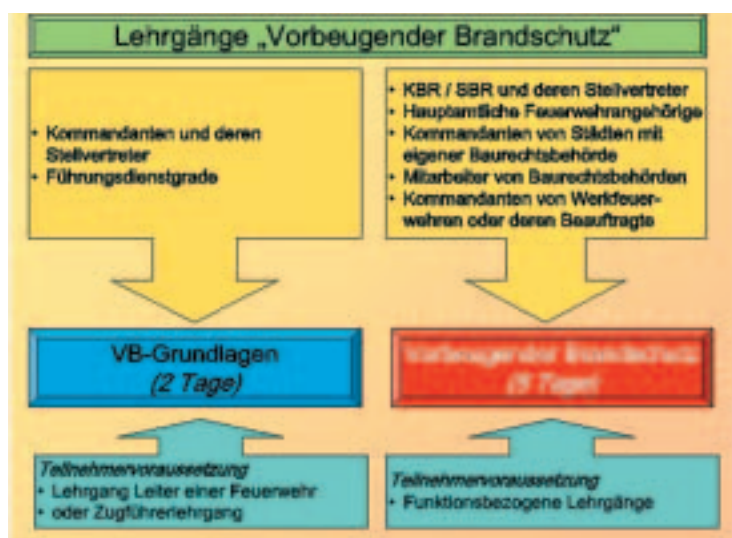 Lehrgänge „Vorbeugender Brandschutz“
• Kommandanten und deren
Stellvertreter
• Führungsdienstgrade
• KBR / SBR und deren Stellvertreter
• Hauptamtliche Feuerwehrangehörige
• Kommandanten von Städten mit
eigener Baurechtsbehörde
• Mitarbeiter von Baurechtsbehörden
• Kommandanten von Werkfeuer-
wehren oder deren Beauftragte
VB-Grundlagen
(2 Tage)
Vorbeugender Brandschutz
Tage)
Teilnehmervoraussetzung
• Lehrgang Leiter einer Feuerwehr
• oder Zugführerlehrgang
Teilnehmervoraussetzung
• Funktionsbezogene Lehrgänge